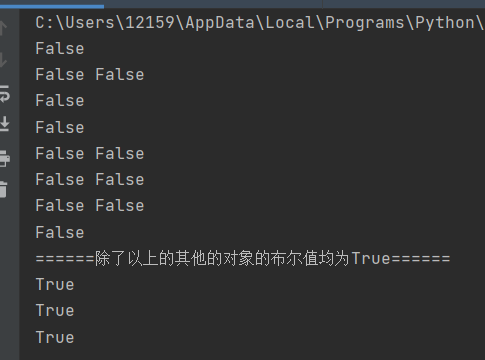 C:\Users\12159\AppData\Local\Programs\Python\
False
False False
False
False
False False
False False
False False
False
======除了以上的其他的对象的布尔值均为True======
True
True
True